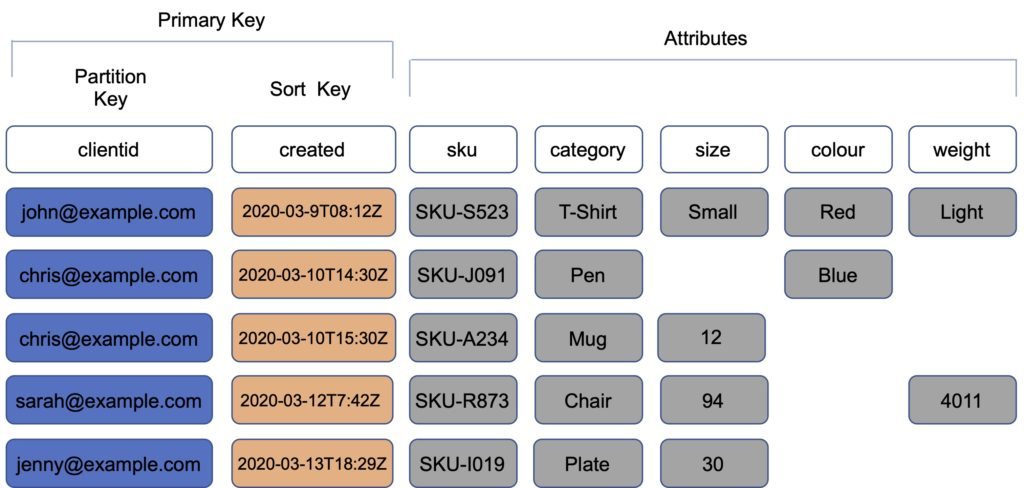 Primary Key
Attributes
Partition
Key
Sort Key
clientid created sku category size colour weight
john@example.com 2020-03-9T08:12Z SKU-S523 T-Shirt Small Red Light
chris@example.com 2020-03-10T14:30Z SKU-J091 Pen Blue
chris@example.com 2020-03-10T15:30Z SKU-A234 Mug 12
sarah@example.com 2020-03-12T7:42Z SKU-R873 Chair 94 4011
jenny@example.com 2020-03-13T18:29Z SKU-I019 Plate 30